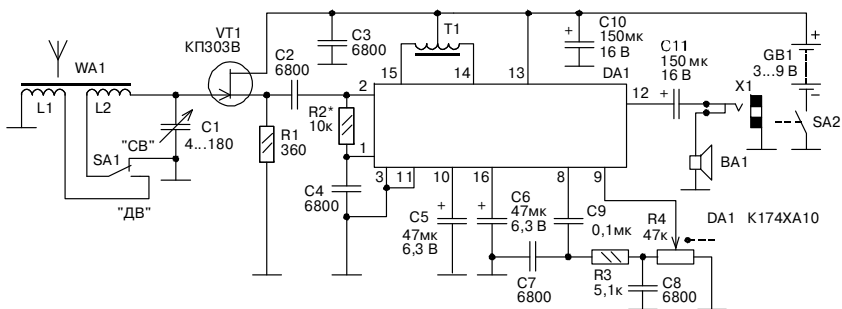 VT1
КП303В
WA1
L1
L2
"СВ"
SA1
"ДВ"
C1
4...180
C2
6800
C3
6800
R1
360
R2*
10к
C4
6800
T1
15
14
13
DA1
2
1
12
3
11
10
16
8
9
C10
150мк
16 В
C11
150 мк
16 В
GB1
3...9 В
+
–
X1
SA2
BA1
+
+
+
+
C5
47мк
6,3 В
C6
47мк
6,3 В
C9
0,1мк
C7
6800
R3
5,1к
R4
47к
C8
6800
DA1 К174ХА10